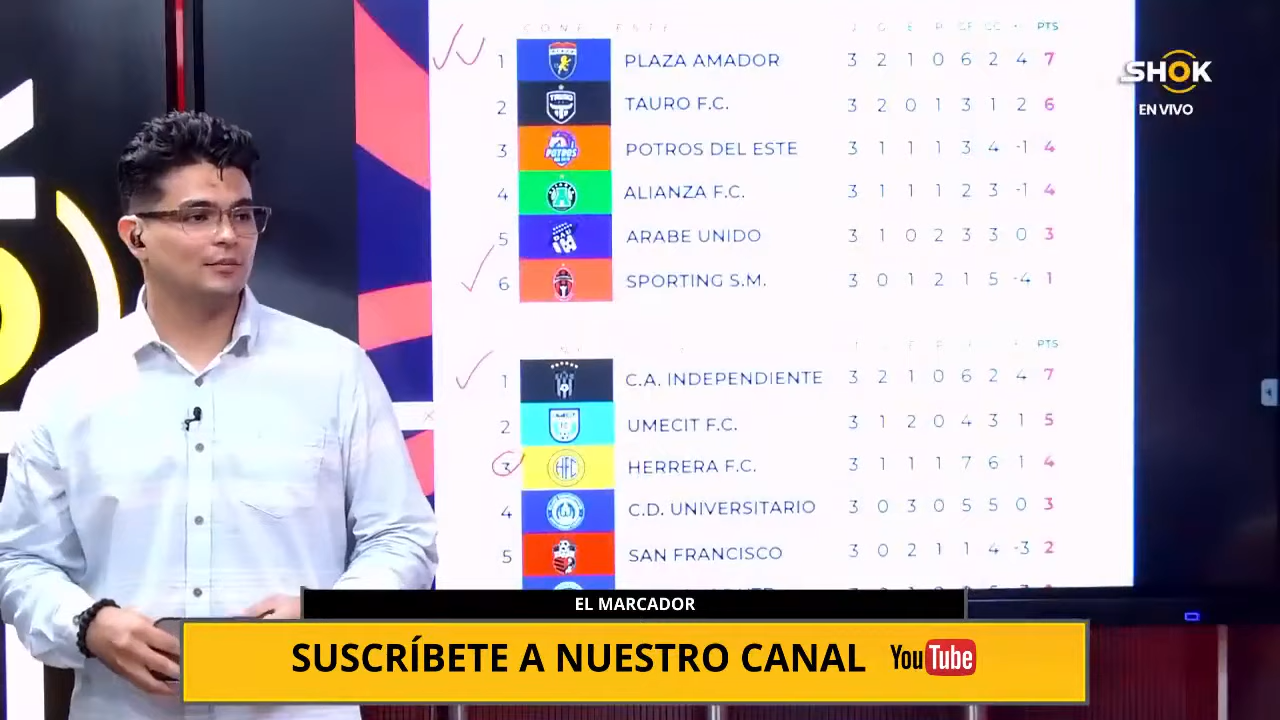 CONF ESTE J G E P GF GC +- PTS
1 PLAZA AMADOR 3 2 1 0 6 2 4 7
2 TAURO F.C. 3 2 0 1 3 1 2 6
3 POTROS DEL ESTE 3 1 1 1 3 4 -1 4
4 ALIANZA F.C. 3 1 1 1 2 3 -1 4
5 ARABE UNIDO 3 1 0 2 3 3 0 3
6 SPORTING S.M. 3 0 1 2 1 5 -4 1
PTS
1 C.A. INDEPENDIENTE 3 2 1 0 6 2 4 7
2 UMECIT F.C. 3 1 2 0 4 3 1 5
3 HERRERA F.C. 3 1 1 1 7 6 1 4
4 C.D. UNIVERSITARIO 3 0 3 0 5 5 0 3
5 SAN FRANCISCO 3 0 2 1 1 4 -3 2
SHOK
EN VIVO
EL MARCADOR
SUSCRÍBETE A NUESTRO CANAL YouTube